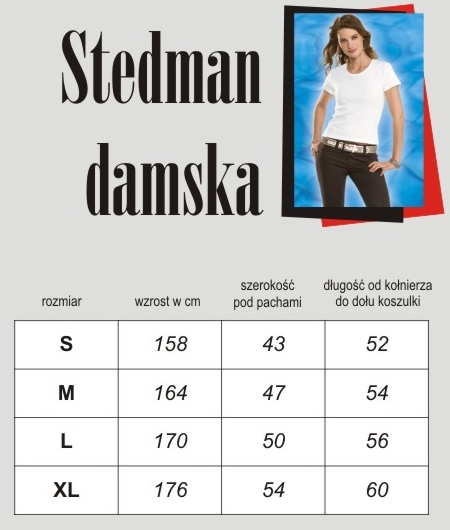 Stedman
damska
rozmiar wzrost w cm szerokość pod pachami długość od kołnierza do dołu koszulki
S 158 43 52
M 164 47 54
L 170 50 56
XL 176 54 60